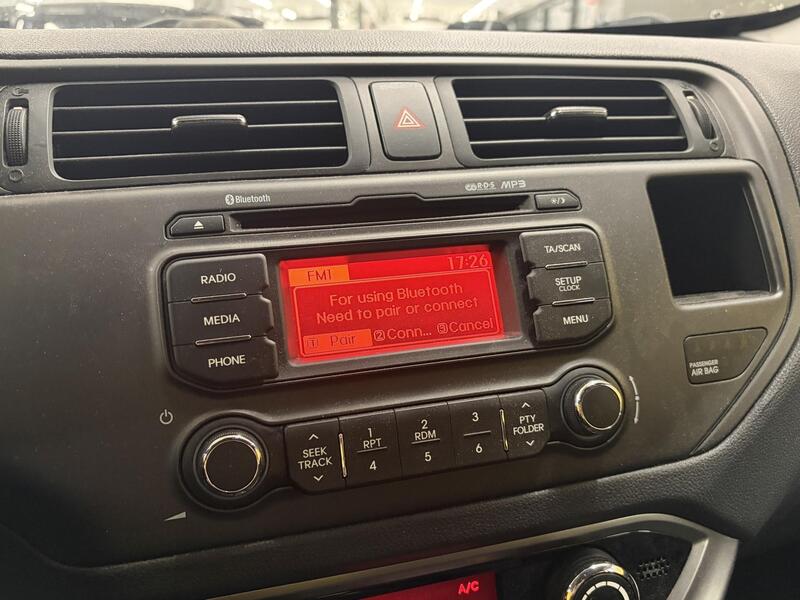 Bluetooth
R·D·S MP3
RADIO
MEDIA
PHONE
FM1
17:26
For using Bluetooth
Need to pair or connect
1 Pair 2 Conn... 3 Cancel
TA/SCAN
SETUP
CLOCK
MENU
PASSENGER
AIR BAG
SEEK
TRACK
1
RPT
4
2
RDM
5
3
6
PTY
FOLDER
A/C